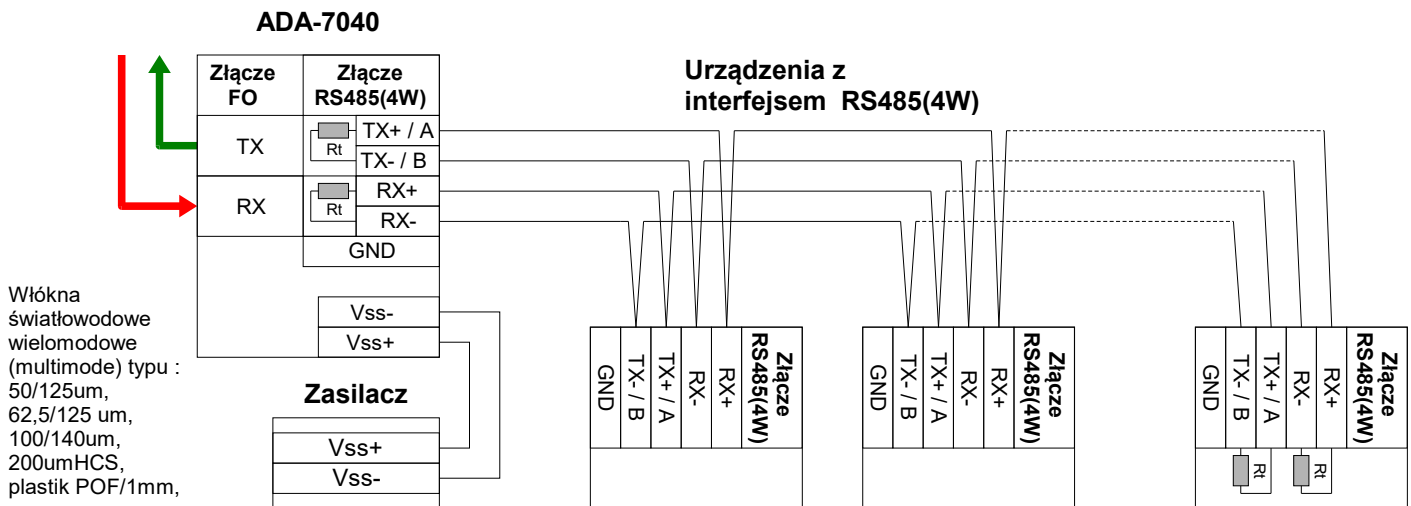 ADA-7040
Złącze
FO
Złącze
RS485(4W)
TX
Rt
TX+ / A
TX- / B
RX
Rt
RX+
RX-
GND
Vss-
Vss+
Zasilacz
Vss+
Vss-
Włókna
światłowodowe
wielomodowe
(multimode) typu :
50/125um,
62,5/125 um,
100/140um,
200umHCS,
plastik POF/1mm,
Urządzenia z
interfejsem RS485(4W)
GND
TX- / B
TX+ / A
RX-
RX+
Złącze
RS485(4W)
GND
TX- / B
TX+ / A
RX-
RX+
Złącze
RS485(4W)
GND
TX- / B
TX+ / A
RX-
RX+
Złącze
RS485(4W)
Rt
Rt